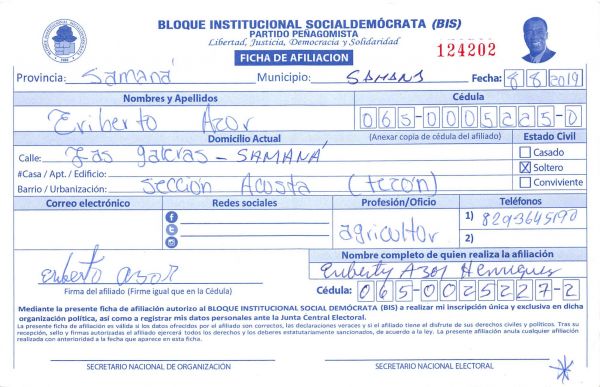 BLOQUE INSTITUCIONAL SOCIALDEMÓCRATA (BIS)
PARTIDO PEÑAGOMISTA
Libertad, Justicia, Democracia y Solidaridad
FICHA DE AFILIACION
124202
Provincia: Samaná Municipio: SAMANA Fecha: 8 8 2019
Nombres y Apellidos Cédula
Eriberto Azor 065-0005225-0
Domicilio Actual (Anexar copia de cédula del afiliado) Estado Civil
Calle: Las galeras - SAMANÁ
Casado
#Casa / Apt. / Edificio:
X Soltero
Barrio / Urbanización: Sección Acosta (tezón)
Conviviente
Correo electrónico Redes sociales Profesión/Oficio Teléfonos
agricultor
1) 8293645190
2)
Nombre completo de quien realiza la afiliación
Eriberto azor
Eriberty Azor Henriquez
Firma del afiliado (Firme igual que en la Cédula)
Cédula: 065-0025227-2
Mediante la presente ficha de afiliación autorizo al BLOQUE INSTITUCIONAL SOCIAL DEMÓCRATA (BIS) a realizar mi inscripción única y exclusiva en dicha
organización política, así como a registrar mis datos personales ante la Junta Central Electoral.
La presente ficha de afiliación es válida si los datos ofrecidos por el afiliado son correctos, las declaraciones veraces y si el afiliado tiene el disfrute de sus derechos civiles y políticos. Tras su
recepción, sello y firmas autorizadas el afiliado ejercerá todos los derechos y los deberes estatutariamente sancionados, de acuerdo a la ley. La presente afiliación anula cualquier afiliación
realizada con anterioridad a la fecha que aparece en esta ficha.
SECRETARIO NACIONAL DE ORGANIZACIÓN SECRETARIO NACIONAL ELECTORAL